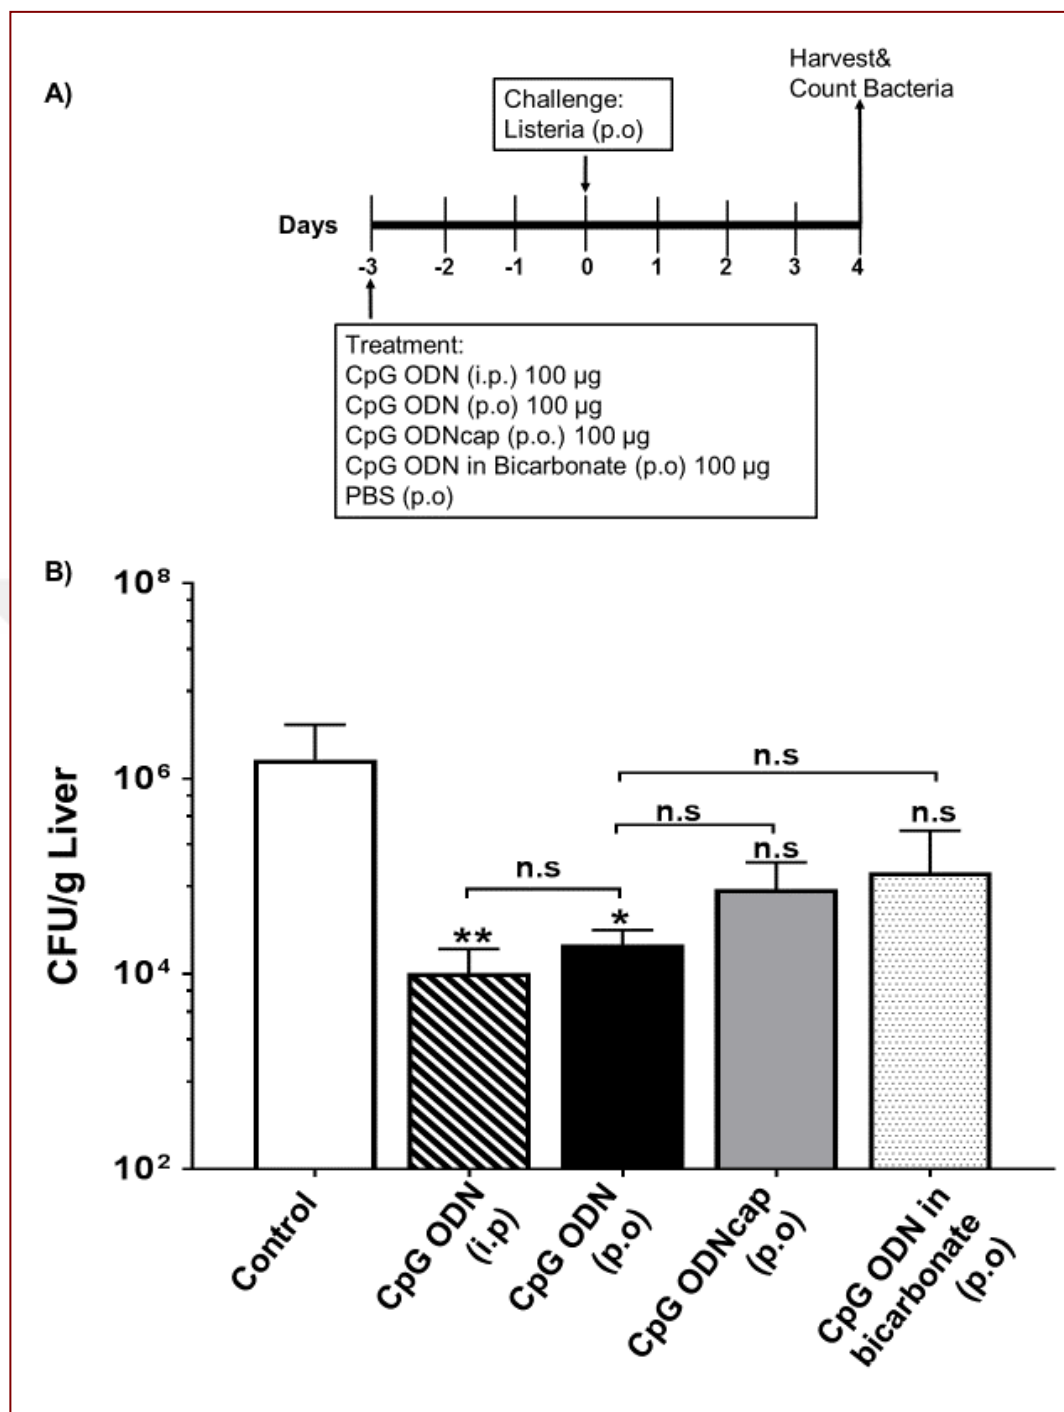 A)
Harvest&
Count Bacteria
Challenge:
Listeria (p.o)
Days
-3 -2 -1 0 1 2 3 4
Treatment:
CpG ODN (i.p.) 100 µg
CpG ODN (p.o) 100 µg
CpG ODNcap (p.o.) 100 µg
CpG ODN in Bicarbonate (p.o) 100 µg
PBS (p.o)
B)
CFU/g Liver
10⁸
10⁶
10⁴
10²
n.s
n.s
n.s
n.s
n.s
**
*
Control
CpG ODN
(i.p)
CpG ODN
(p.o)
CpG ODNcap
(p.o)
CpG ODN in
bicarbonate
(p.o)